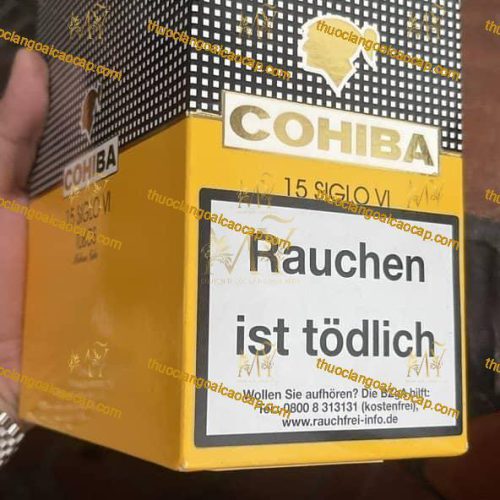 COHIBA
15 SIGLO VI
Rauchen
ist tödlich
Wollen Sie aufhören? Die BZgA hilft:
Tel.: 0800 8 313131 (kostenfrei),
www.rauchfrei-info.de
COHIBA
15 SIGLO VI
TUBOS
thuoclangoaicaocap.com